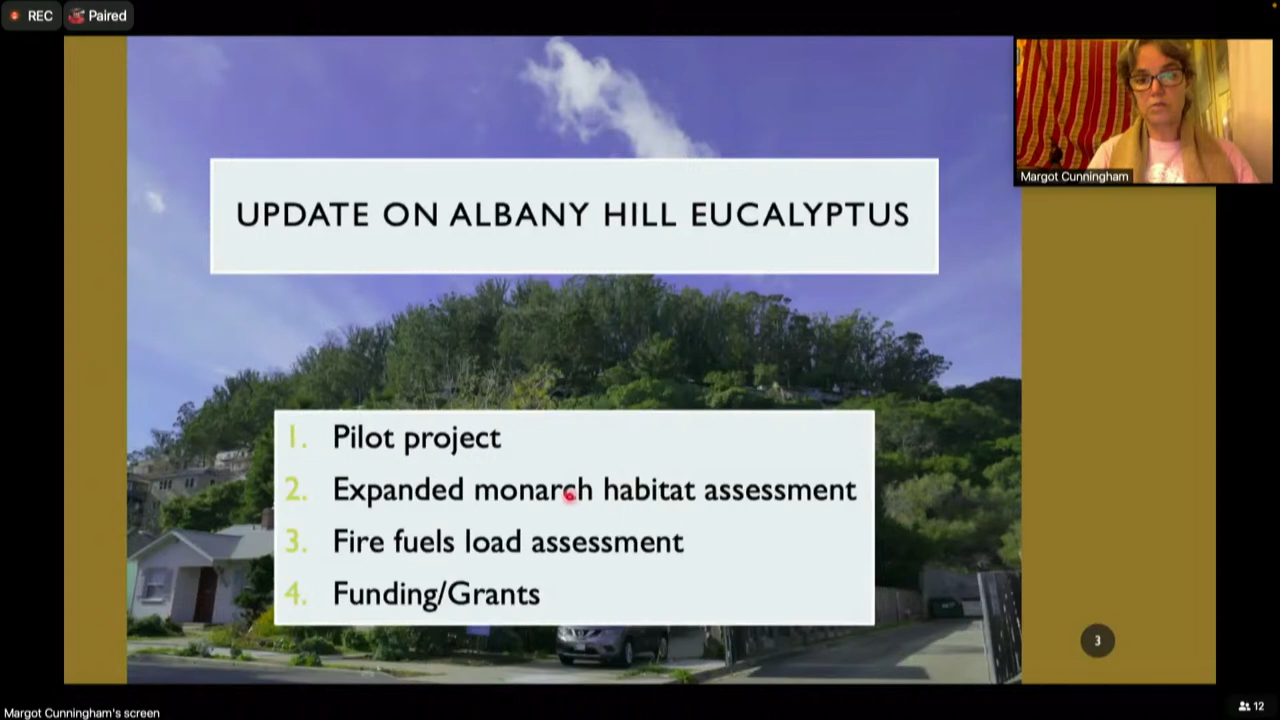 REC
Paired
Margot Cunningham
UPDATE ON ALBANY HILL EUCALYPTUS
1. Pilot project
2. Expanded monarch habitat assessment
3. Fire fuels load assessment
4. Funding/Grants
3
Margot Cunningham's screen
12